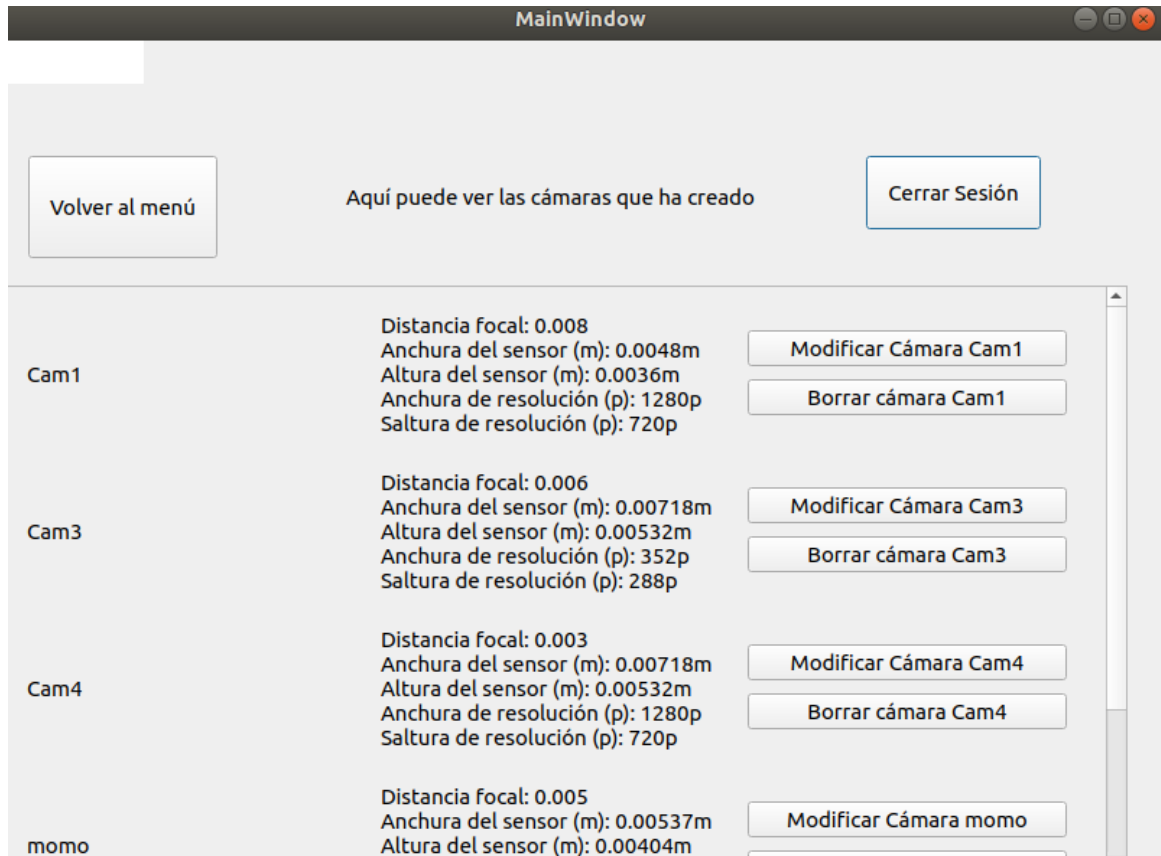 MainWindow
Volver al menú
Aquí puede ver las cámaras que ha creado
Cerrar Sesión
Cam1
Distancia focal: 0.008
Anchura del sensor (m): 0.0048m
Altura del sensor (m): 0.0036m
Anchura de resolución (p): 1280p
Saltura de resolución (p): 720p
Modificar Cámara Cam1
Borrar cámara Cam1
Cam3
Distancia focal: 0.006
Anchura del sensor (m): 0.00718m
Altura del sensor (m): 0.00532m
Anchura de resolución (p): 352p
Saltura de resolución (p): 288p
Modificar Cámara Cam3
Borrar cámara Cam3
Cam4
Distancia focal: 0.003
Anchura del sensor (m): 0.00718m
Altura del sensor (m): 0.00532m
Anchura de resolución (p): 1280p
Saltura de resolución (p): 720p
Modificar Cámara Cam4
Borrar cámara Cam4
momo
Distancia focal: 0.005
Anchura del sensor (m): 0.00537m
Altura del sensor (m): 0.00404m
Modificar Cámara momo